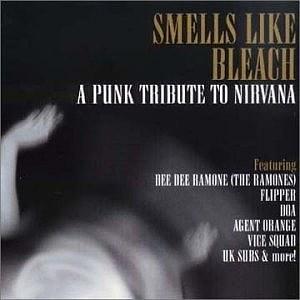 SMELLS LIKE
BLEACH
A PUNK TRIBUTE TO NIRVANA
Featuring
DEE DEE RAMONE (THE RAMONES)
FLIPPER
DOA
AGENT ORANGE
VICE SQUAD
UK SUBS & more!